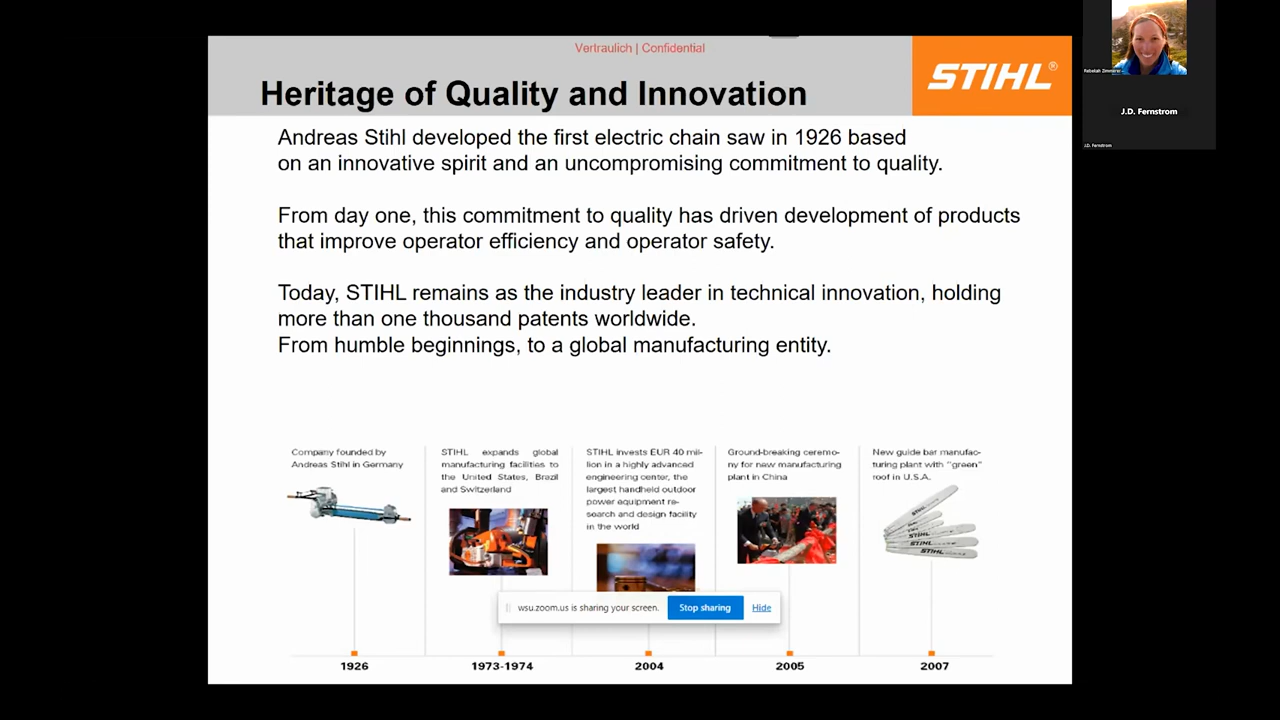 Vertraulich | Confidential
STIHL®
Heritage of Quality and Innovation
Andreas Stihl developed the first electric chain saw in 1926 based
on an innovative spirit and an uncompromising commitment to quality.
From day one, this commitment to quality has driven development of products
that improve operator efficiency and operator safety.
Today, STIHL remains as the industry leader in technical innovation, holding
more than one thousand patents worldwide.
From humble beginnings, to a global manufacturing entity.
Company founded by
Andreas Stihl in Germany
STIHL expands global
manufacturing facilities to
the United States, Brazil
and Switzerland
STIHL invests EUR 40 mil-
lion in a highly advanced
engineering center, the
largest handheld outdoor
power equipment re-
search and design facility
in the world
Ground-breaking ceremo-
ny for new manufacturing
plant in China
New guide bar manufac-
turing plant with "green"
roof in U.S.A.
STIHL
STIHL
STIHL
STIHL
wsu.zoom.us is sharing your screen.
Stop sharing
Hide
1926
1973-1974
2004
2005
2007
Rebekah Zimmerer
J.D. Fernstrom
J.D. Fernstrom